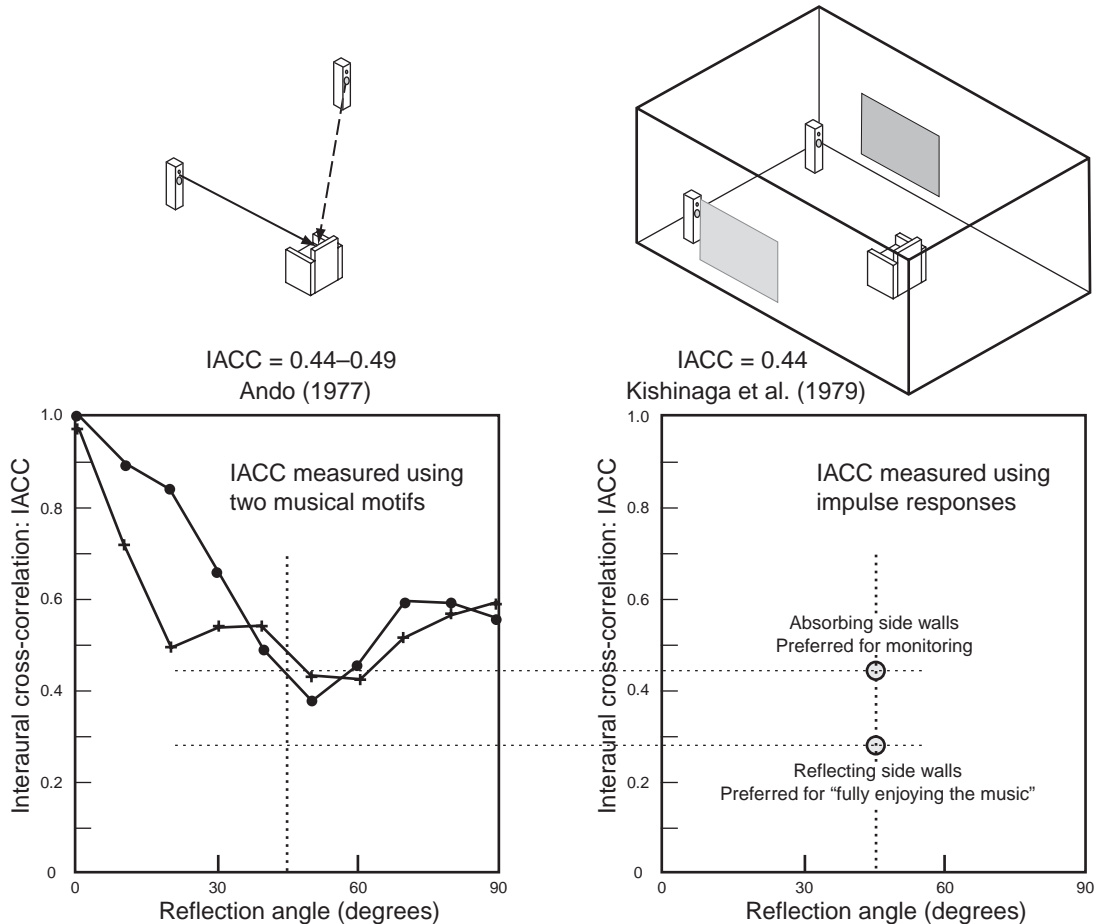 IACC = 0.44–0.49
Ando (1977)
IACC = 0.44
Kishinaga et al. (1979)
Interaural cross-correlation: IACC
1.0
0.8
0.6
0.4
0.2
0
IACC measured using
two musical motifs
0
30
60
90
Reflection angle (degrees)
Interaural cross-correlation: IACC
1.0
0.8
0.6
0.4
0.2
0
IACC measured using
impulse responses
Absorbing side walls
Preferred for monitoring
Reflecting side walls
Preferred for “fully enjoying the music”
0
30
60
90
Reflection angle (degrees)